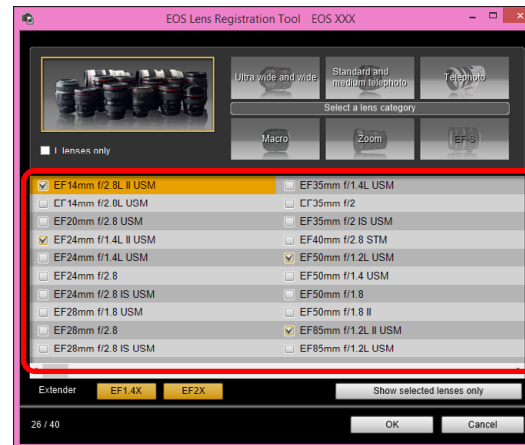 EOS Lens Registration Tool EOS XXX
Ultra wide and wide
Standard and
medium telephoto
Telephoto
Select a lens category
Macro
Zoom
EF-S
L lenses only
EF14mm f/2.8L II USM
EF35mm f/1.4L USM
EF14mm f/2.8L USM
EF35mm f/2
EF20mm f/2.8 USM
EF35mm f/2 IS USM
EF24mm f/1.4L II USM
EF40mm f/2.8 STM
EF24mm f/1.4L USM
EF50mm f/1.2L USM
EF24mm f/2.8
EF50mm f/1.4 USM
EF24mm f/2.8 IS USM
EF50mm f/1.8
EF28mm f/1.8 USM
EF50mm f/1.8 II
EF28mm f/2.8
EF85mm f/1.2L II USM
EF28mm f/2.8 IS USM
EF85mm f/1.2L USM
Extender
EF1.4X
EF2X
Show selected lenses only
26 / 40
OK
Cancel